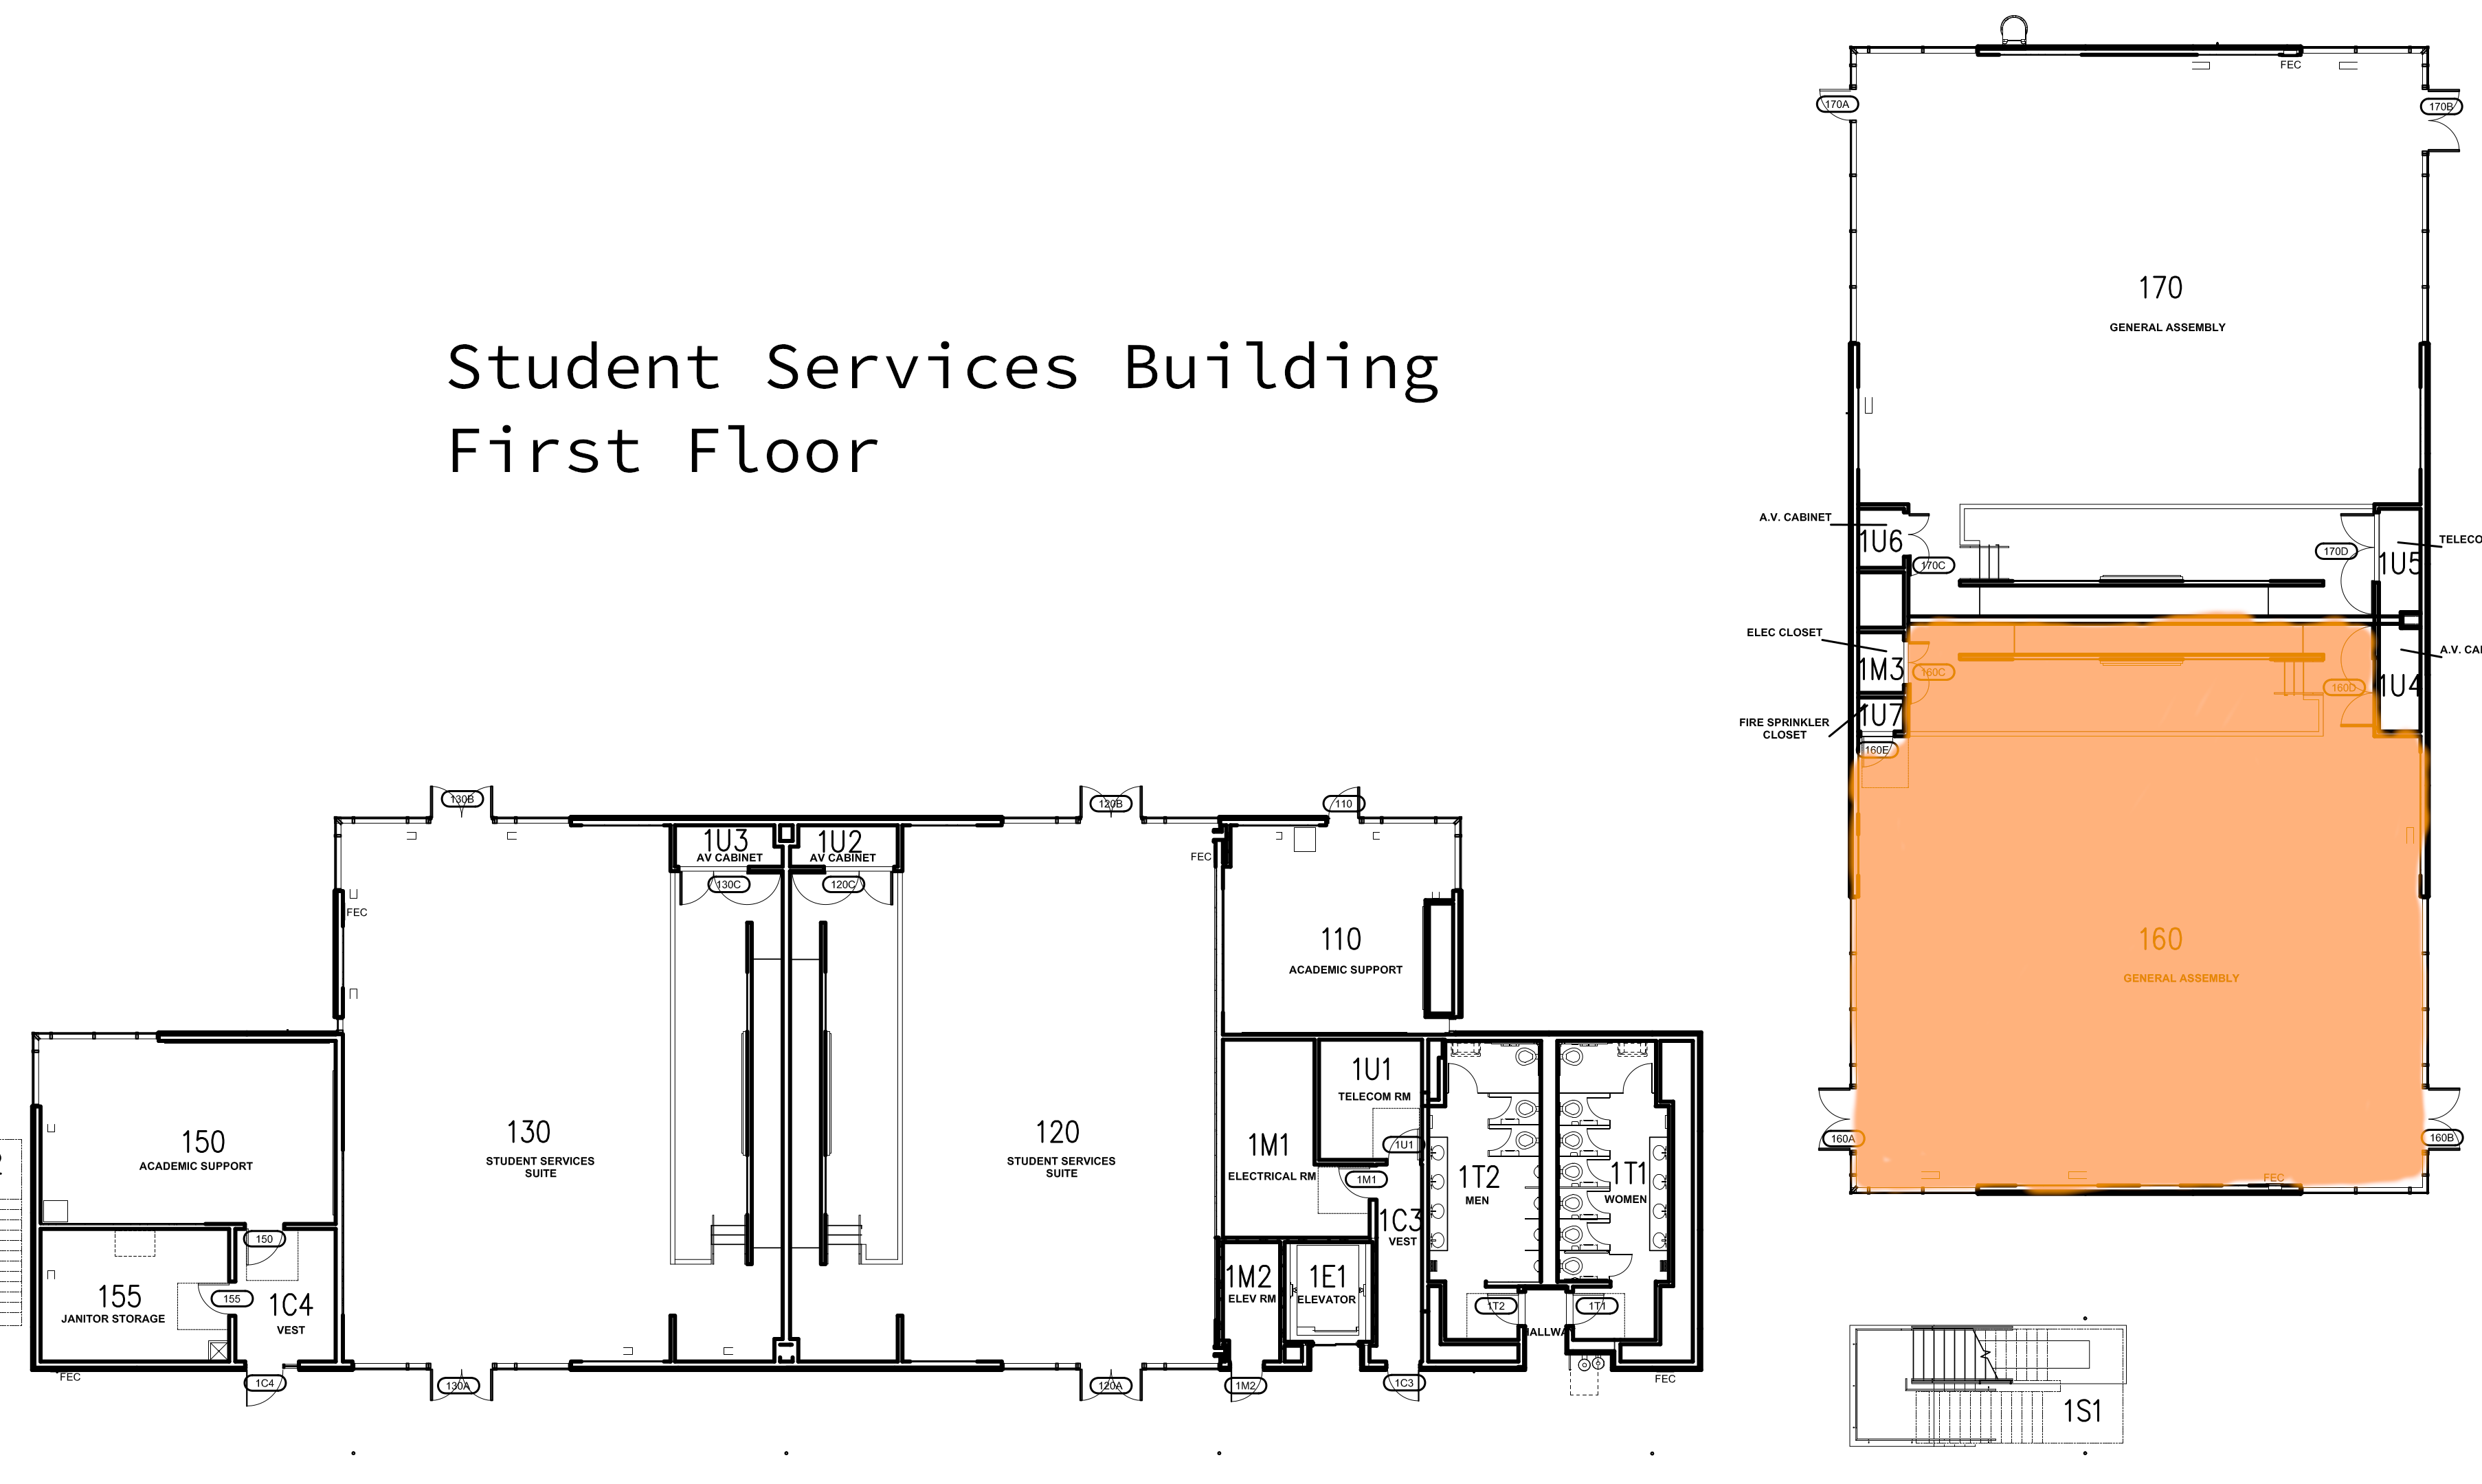 FEC
170A
170B
170
GENERAL ASSEMBLY
Student Services Building
First Floor
A.V. CABINET
1U6
170C
170D
1U5
ELEC CLOSET
1M3
160C
160D
1U4
FIRE SPRINKLER
CLOSET
1U7
160E
130B
120B
110
1U3
AV CABINET
1U2
AV CABINET
FEC
130C
120C
FEC
110
ACADEMIC SUPPORT
160
GENERAL ASSEMBLY
1U1
TELECOM RM
150
ACADEMIC SUPPORT
130
STUDENT SERVICES
SUITE
120
STUDENT SERVICES
SUITE
1M1
ELECTRICAL RM
1U1
1M1
1T2
MEN
1T1
WOMEN
160A
160B
FEC
1C3
VEST
150
155
JANITOR STORAGE
155
1C4
VEST
1M2
ELEV RM
1E1
ELEVATOR
1T2
1T1
FEC
1C4
130A
120A
1M2
1C3
FEC
1S1